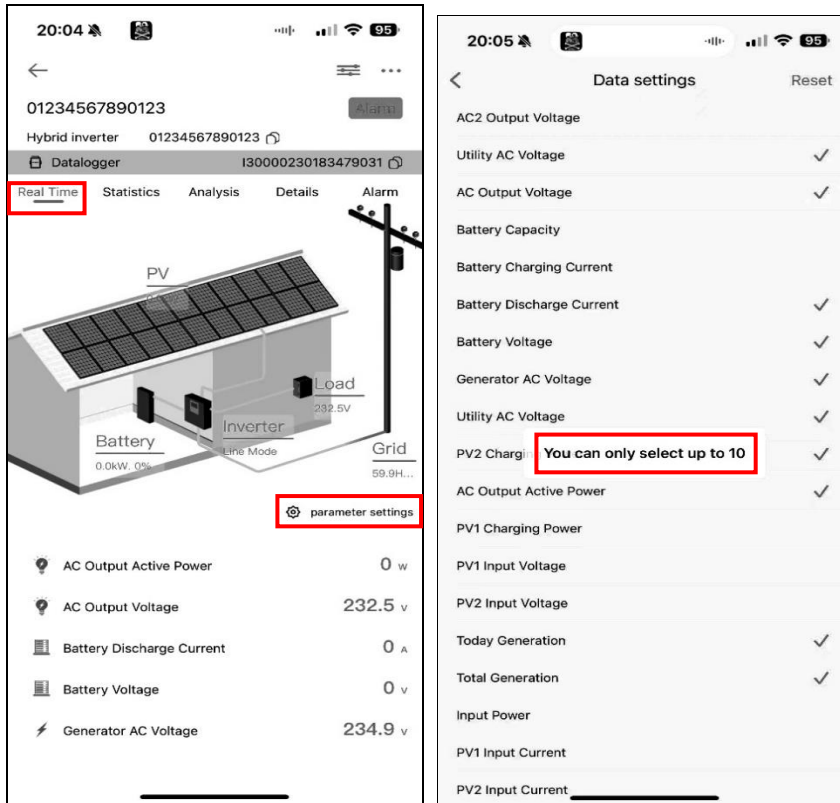 20:04
95
01234567890123
Alarm
Hybrid inverter 01234567890123
Datalogger I30000230183479031
Real Time Statistics Analysis Details Alarm
PV
Load
232.5V
Inverter
Line Mode
Battery
0.0kW, 0%
Grid
59.9H...
parameter settings
AC Output Active Power 0 W
AC Output Voltage 232.5 V
Battery Discharge Current 0 A
Battery Voltage 0 V
Generator AC Voltage 234.9 V
20:05
95
Data settings Reset
AC2 Output Voltage
Utility AC Voltage
AC Output Voltage
Battery Capacity
Battery Charging Current
Battery Discharge Current
Battery Voltage
Generator AC Voltage
Utility AC Voltage
PV2 Chargi
You can only select up to 10
AC Output Active Power
PV1 Charging Power
PV1 Input Voltage
PV2 Input Voltage
Today Generation
Total Generation
Input Power
PV1 Input Current
PV2 Input Current